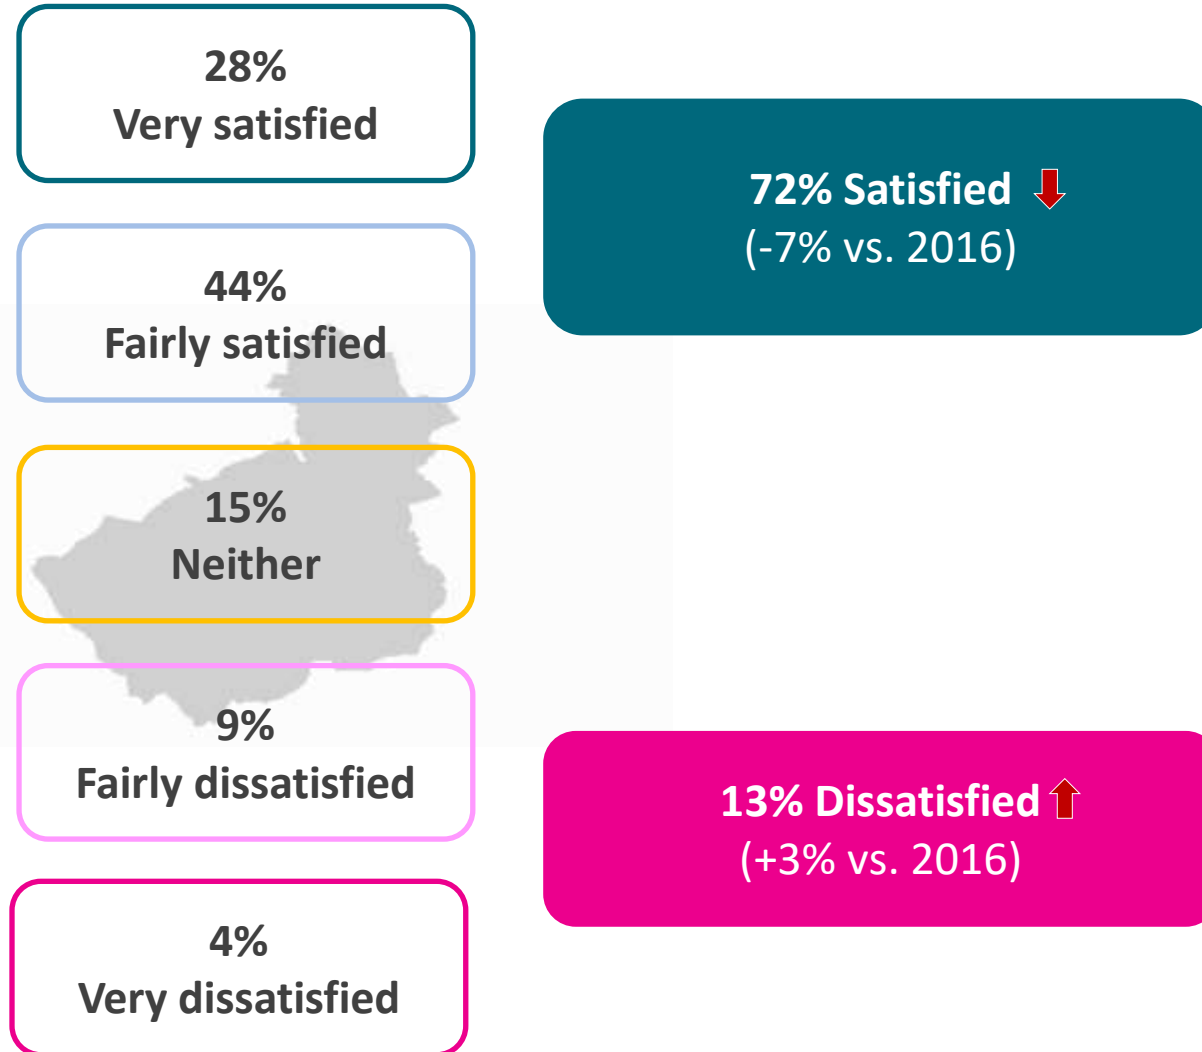 28%
Very satisfied
44%
Fairly satisfied
15%
Neither
9%
Fairly dissatisfied
4%
Very dissatisfied
72% Satisfied
(-7% vs. 2016)
13% Dissatisfied
(+3% vs. 2016)